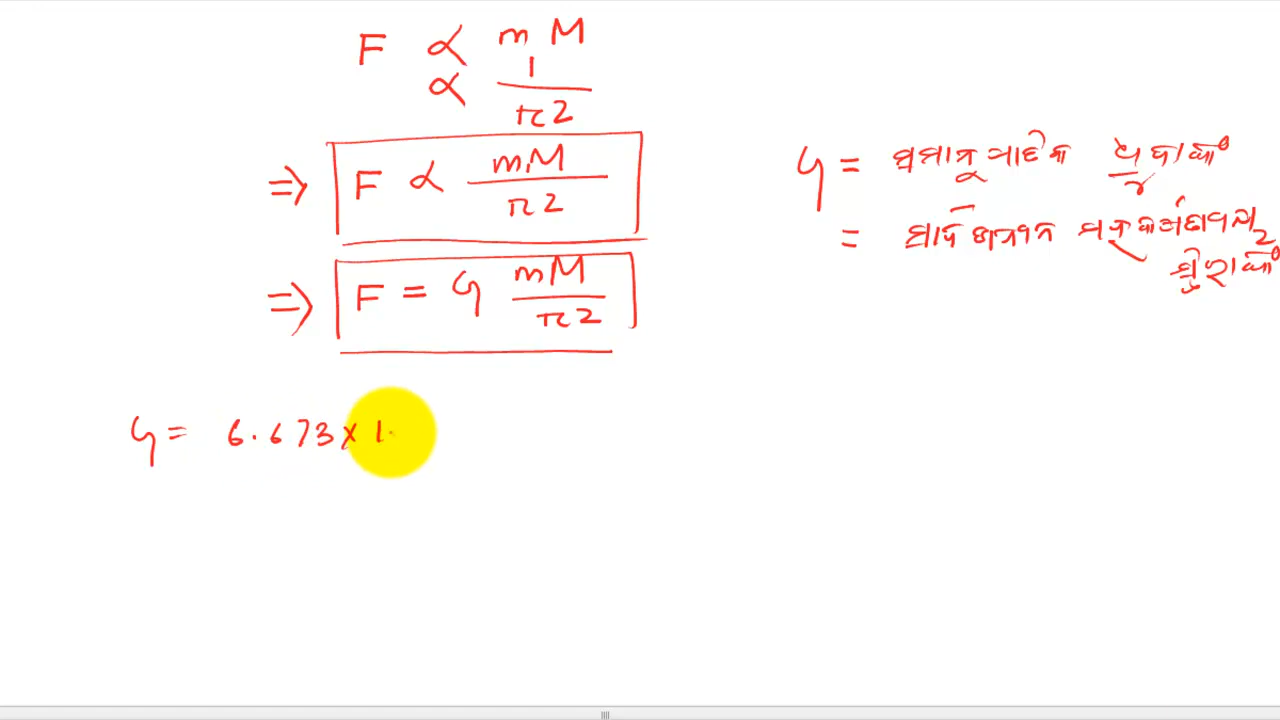 F ∝ mM
∝ 1/r2
⇒ F ∝ mM/r2
⇒ F = G mM/r2
G = ସମାନୁପାତିକ ଧ୍ରୁବାଙ୍କ
= ସାର୍ବଜନୀନ ମହାକର୍ଷଣୀୟ
ସ୍ଥିରାଙ୍କ
G = 6.673 × 1